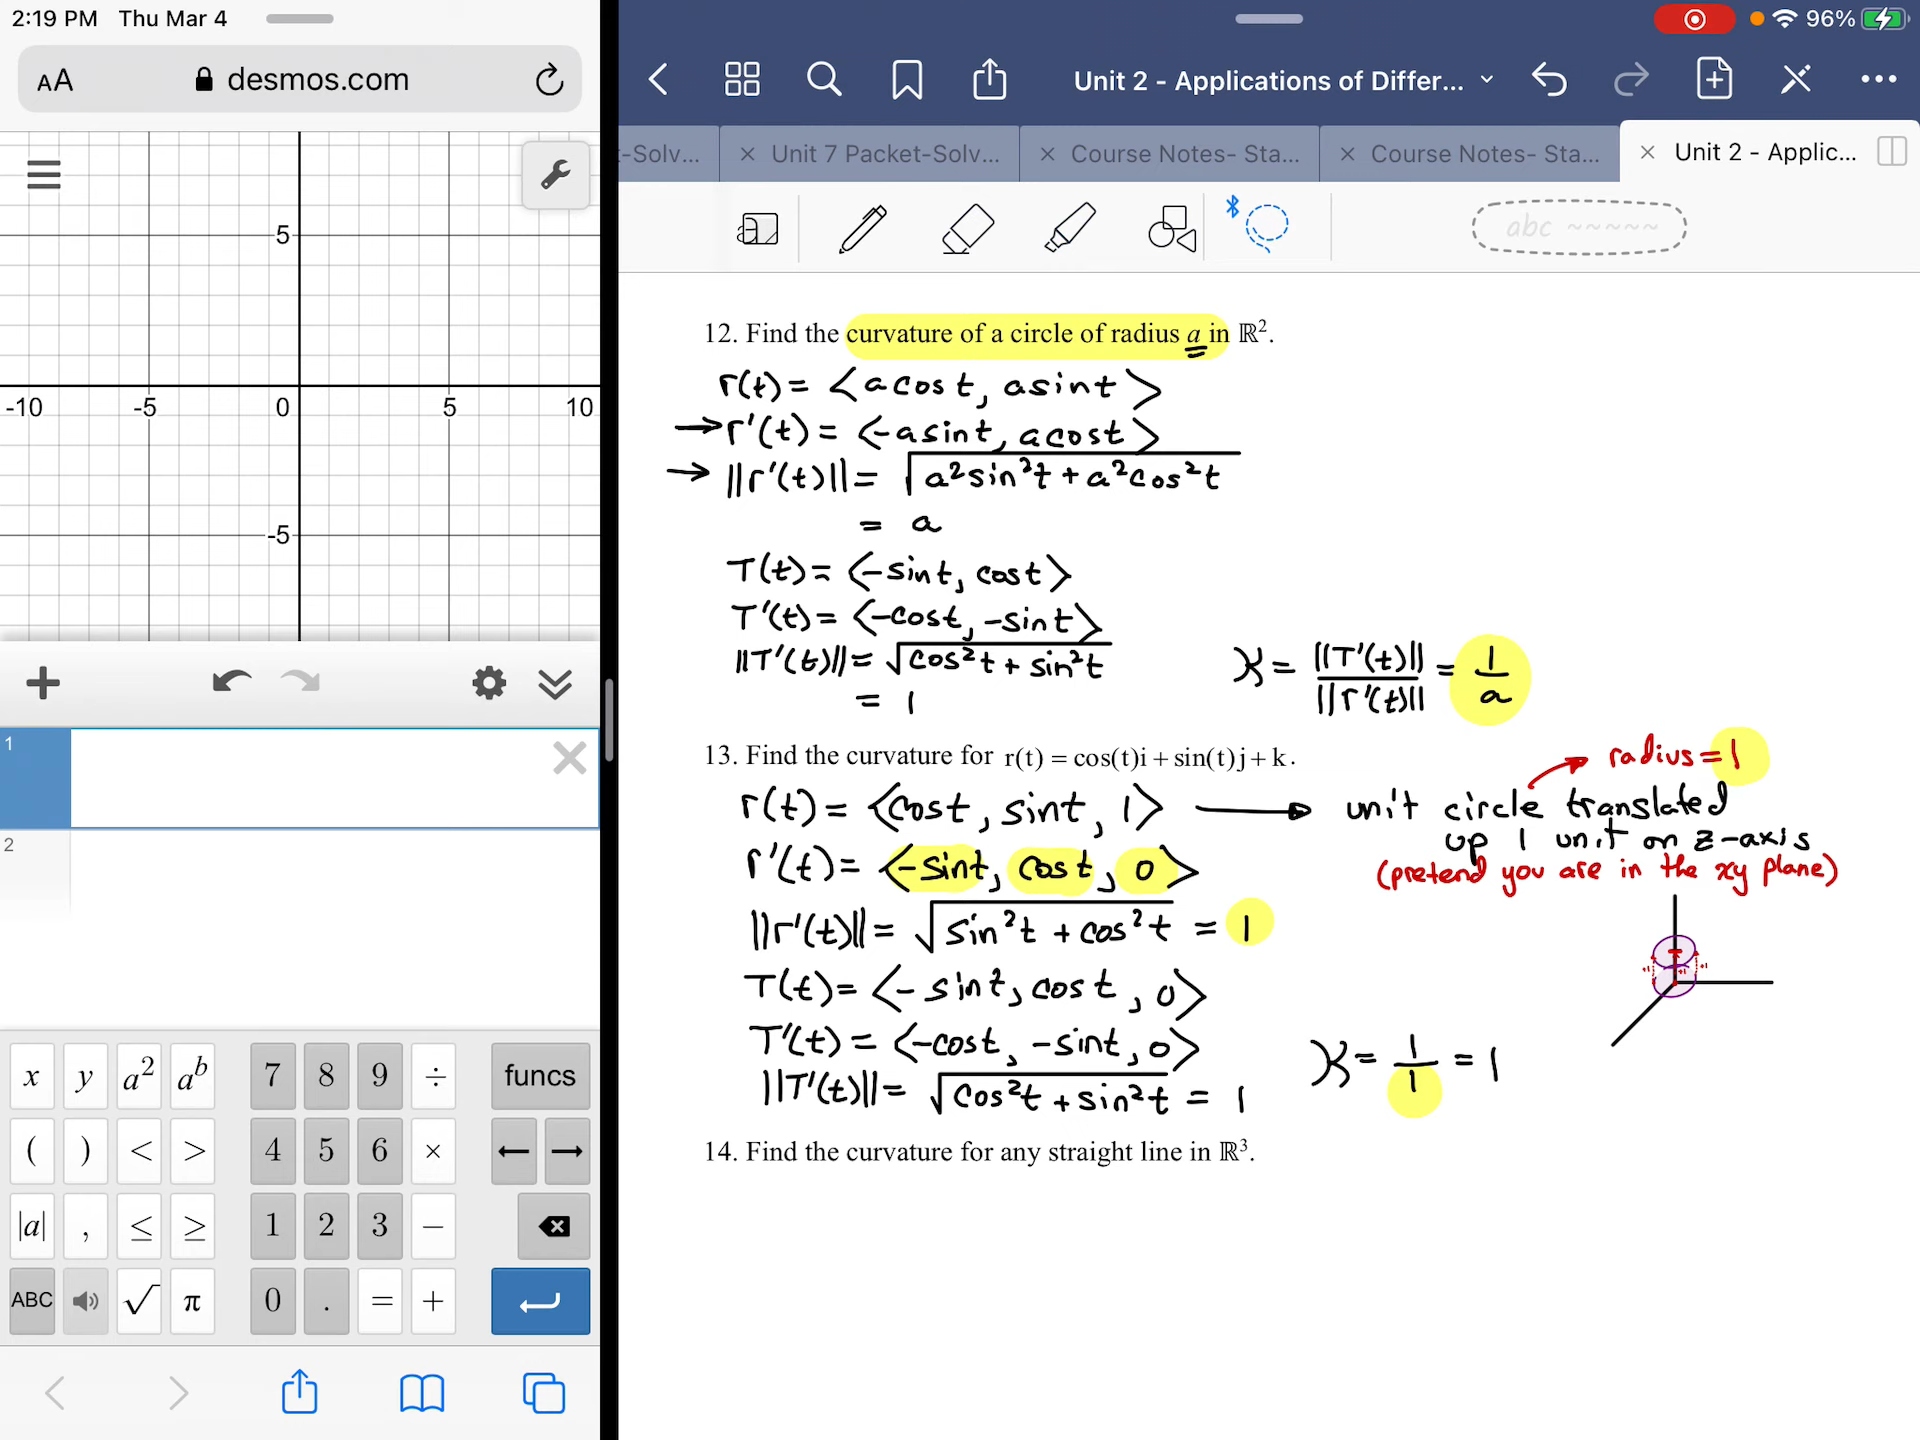 2:19 PM Thu Mar 4
96%
AA desmos.com
Unit 2 - Applications of Differ...
t-Solv...
× Unit 7 Packet-Solv...
× Course Notes- Sta...
× Course Notes- Sta...
× Unit 2 - Applic...
abc ~~~~~
5
-10 -5 0 5 10
-5
1
2
x y a² aᵇ 7 8 9 ÷ funcs
( ) < > 4 5 6 × ← →
|a| , ≤ ≥ 1 2 3 −
ABC √ π 0 . = +
12. Find the curvature of a circle of radius a in ℝ².
r(t) = <a cost, asint>
→ r'(t) = <-asint, acost>
→ ||r'(t)|| = √a²sin²t + a²cos²t
= a
T(t) = <-sint, cost>
T'(t) = <-cost, -sint>
||T'(t)|| = √cos²t + sin²t
= 1
K = ||T'(t)|| / ||r'(t)|| = 1/a
13. Find the curvature for r(t) = cos(t)i + sin(t)j + k.
radius = 1
r(t) = <cost, sint, 1> → unit circle translated
up 1 unit on z-axis
(pretend you are in the xy plane)
r'(t) = <-sint, cost, 0>
||r'(t)|| = √sin²t + cos²t = 1
T(t) = <-sint, cost, 0>
T'(t) = <-cost, -sint, 0>
||T'(t)|| = √cos²t + sin²t = 1
K = 1/1 = 1
14. Find the curvature for any straight line in ℝ³.